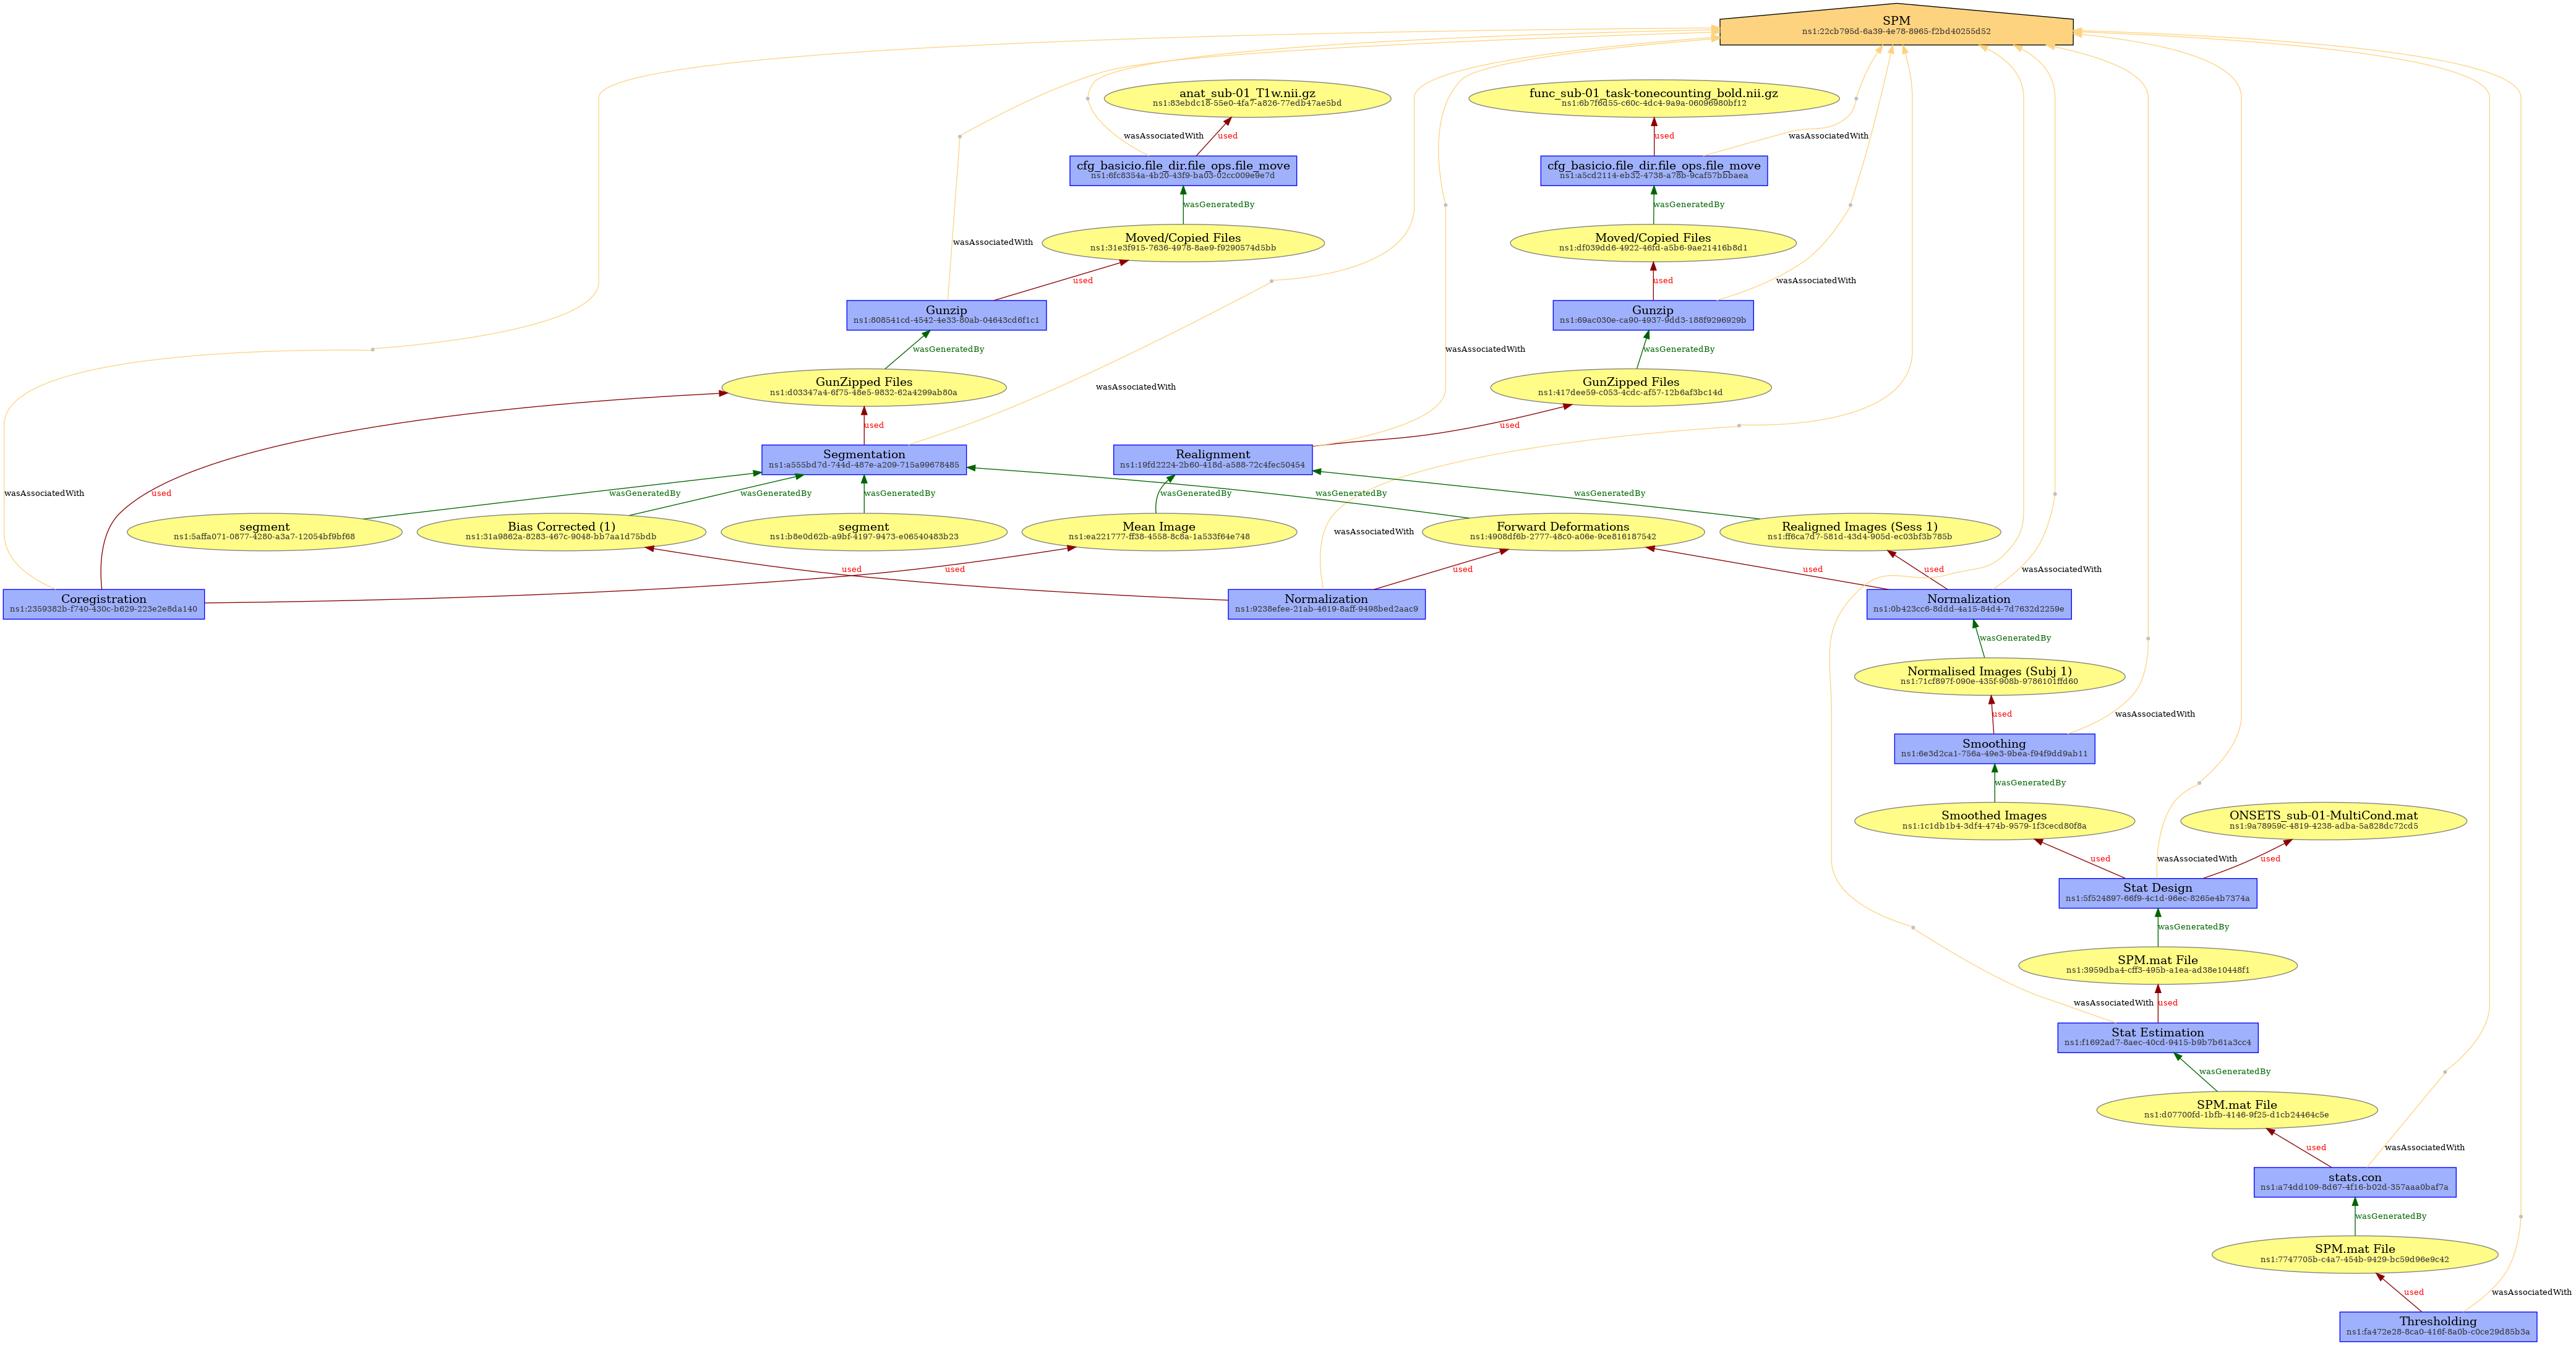 SPM
ns1:22cb795d-6a39-4e78-8965-f2bd40255d52
anat_sub-01_T1w.nii.gz
ns1:83ebdc18-55e0-4fa7-a826-77edb47ae5bd
func_sub-01_task-tonecounting_bold.nii.gz
ns1:6b7f6d55-c60c-4dc4-9a9a-06096980bf12
wasAssociatedWith
used
used
wasAssociatedWith
cfg_basicio.file_dir.file_ops.file_move
ns1:6fc8354a-4b20-43f9-ba03-02cc009e9e7d
cfg_basicio.file_dir.file_ops.file_move
ns1:a5cd2114-eb32-4738-a78b-9caf57bbbaea
wasGeneratedBy
wasGeneratedBy
wasAssociatedWith
Moved/Copied Files
ns1:31e3f915-7636-4978-8ae9-f9290574d5bb
Moved/Copied Files
ns1:df039dd6-4922-46fd-a5b6-9ae21416b8d1
used
used
wasAssociatedWith
Gunzip
ns1:808541cd-4542-4e33-80ab-04643cd6f1c1
Gunzip
ns1:69ac030e-ca90-4937-9dd3-188f9296929b
wasGeneratedBy
wasAssociatedWith
wasGeneratedBy
GunZipped Files
ns1:d03347a4-6f75-48e5-9832-62a4299ab80a
wasAssociatedWith
GunZipped Files
ns1:417dee59-c053-4cdc-af57-12b6af3bc14d
used
used
Segmentation
ns1:a555bd7d-744d-487e-a209-715a99678485
Realignment
ns1:19fd2224-2b60-418d-a588-72c4fec50454
wasAssociatedWith
used
wasGeneratedBy
wasGeneratedBy
wasGeneratedBy
wasGeneratedBy
wasGeneratedBy
wasGeneratedBy
segment
ns1:5affa071-0877-4280-a3a7-12054bf9bf68
Bias Corrected (1)
ns1:31a9862a-8283-467c-9048-bb7aa1d75bdb
segment
ns1:b8e0d62b-a9bf-4197-9473-e06540483b23
Mean Image
ns1:ea221777-ff38-4558-8c8a-1a533f64e748
wasAssociatedWith
Forward Deformations
ns1:4908df6b-2777-48c0-a06e-9ce816187542
Realigned Images (Sess 1)
ns1:ff6ca7d7-581d-43d4-905d-ec03bf3b785b
used
used
used
used
used
wasAssociatedWith
Coregistration
ns1:2359382b-f740-430c-b629-223e2e8da140
Normalization
ns1:9238efee-21ab-4619-8aff-9498bed2aac9
Normalization
ns1:0b423cc6-8ddd-4a15-84d4-7d7632d2259e
wasGeneratedBy
Normalised Images (Subj 1)
ns1:71cf897f-090e-435f-908b-9786101ffd60
used
wasAssociatedWith
Smoothing
ns1:6e3d2ca1-756a-49e3-9bea-f94f9dd9ab11
wasGeneratedBy
Smoothed Images
ns1:1c1db1b4-3df4-474b-9579-1f3cecd80f8a
ONSETS_sub-01-MultiCond.mat
ns1:9a78959c-4819-4238-adba-5a828dc72cd5
used
wasAssociatedWith
used
Stat Design
ns1:5f524897-66f9-4c1d-96ec-8265e4b7374a
wasGeneratedBy
SPM.mat File
ns1:3959dba4-cff3-495b-a1ea-ad38e10448f1
wasAssociatedWith
used
Stat Estimation
ns1:f1692ad7-8aec-40cd-9415-b9b7b61a3cc4
wasGeneratedBy
SPM.mat File
ns1:d07700fd-1bfb-4146-9f25-d1cb24464c5e
used
wasAssociatedWith
stats.con
ns1:a74dd109-8d67-4f16-b02d-357aaa0baf7a
wasGeneratedBy
SPM.mat File
ns1:7747705b-c4a7-454b-9429-bc59d96e9c42
used
wasAssociatedWith
Thresholding
ns1:fa472e28-8ca0-416f-8a0b-c0ce29d85b3a